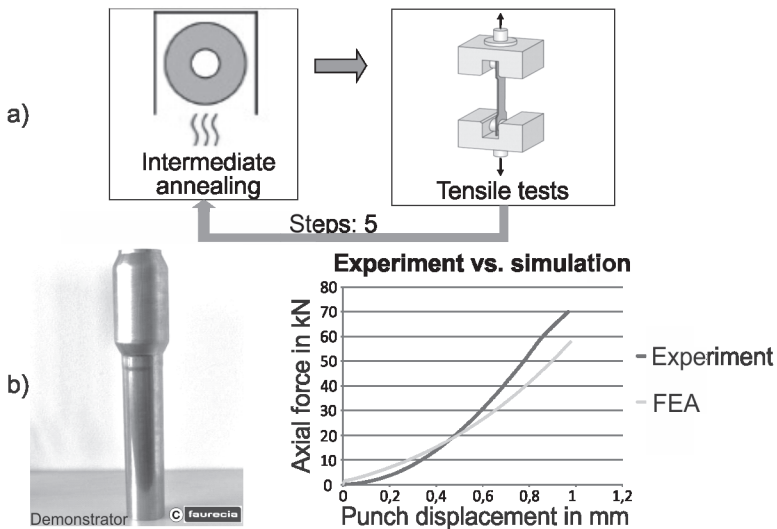 a)
Intermediate
annealing
Tensile tests
Steps: 5
b)
Demonstrator
© faurecia
Experiment vs. simulation
Axial force in kN
80
70
60
50
40
30
20
10
0
0 0,2 0,4 0,6 0,8 1 1,2
Punch displacement in mm
Experiment
FEA